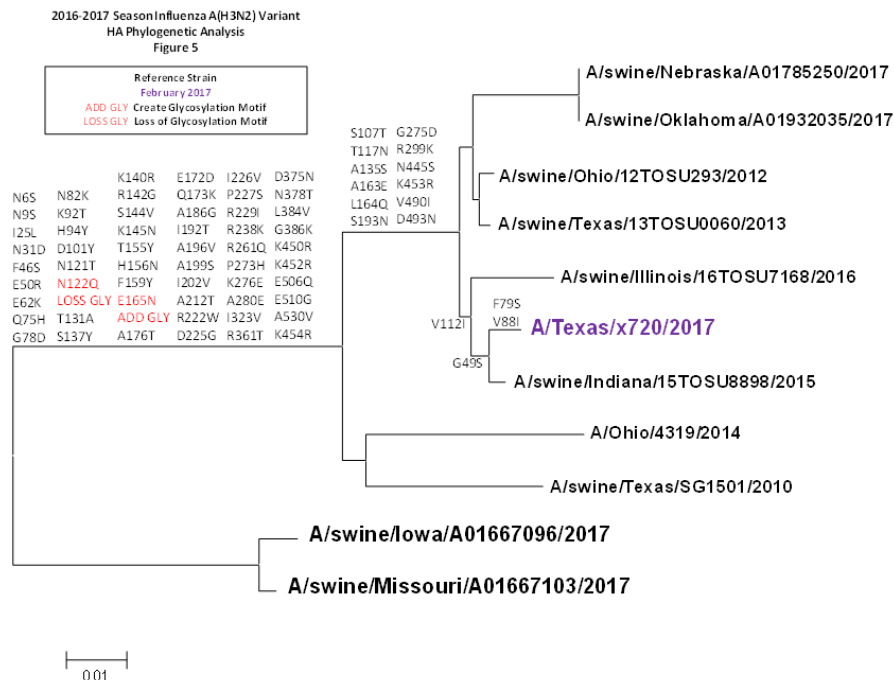 2016-2017 Season Influenza A(H3N2) Variant
HA Phylogenetic Analysis
Figure 5
Reference Strain
February 2017
ADD GLY Create Glycosylation Motif
LOSS GLY Loss of Glycosylation Motif
K140R E172D I226V D375N
N6S N82K R142G Q173K P227S N378T
N9S K92T S144V A186G R229I L384V
I25L H94Y K145N I192T R238K G386K
N31D D101Y T155Y A196V R261Q K450R
F46S N121T H156N A199S P273H K452R
E50R N122Q F159Y I202V K276E E506Q
E62K LOSS GLY E165N A212T A280E E510G
Q75H T131A ADD GLY R222W I323V A530V
G78D S137Y A176T D225G R361T K454R
S107T G275D
T117N R299K
A135S N445S
A163E K453R
L164Q V490I
S193N D493N
A/swine/Nebraska/A01785250/2017
A/swine/Oklahoma/A01932035/2017
A/swine/Ohio/12TOSU293/2012
A/swine/Texas/13TOSU0060/2013
A/swine/Illinois/16TOSU7168/2016
V112I
F79S
V88I
A/Texas/x720/2017
G49S
A/swine/Indiana/15TOSU8898/2015
A/Ohio/4319/2014
A/swine/Texas/SG1501/2010
A/swine/Iowa/A01667096/2017
A/swine/Missouri/A01667103/2017
0.01